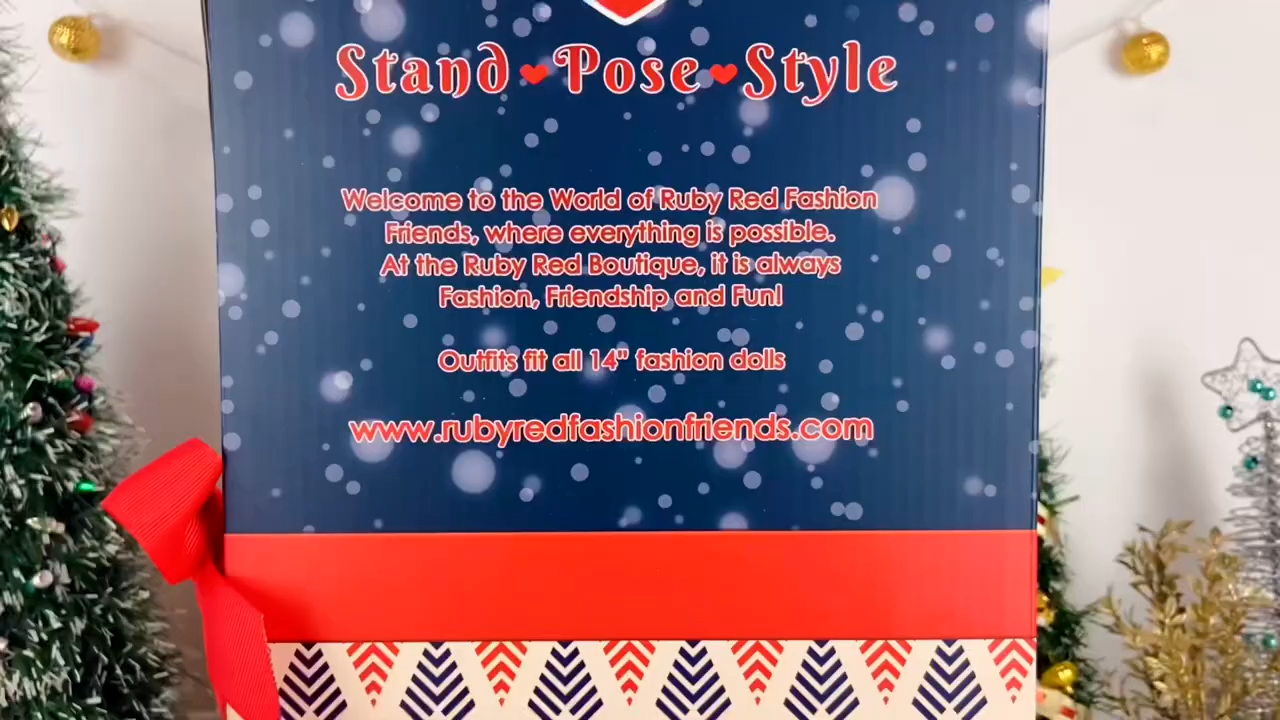 Stand Pose Style
Welcome to the World of Ruby Red Fashion
Friends, where everything is possible.
At the Ruby Red Boutique, it is always
Fashion, Friendship and Fun!
Outfits fit all 14" fashion dolls
www.rubyredfashionfriends.com